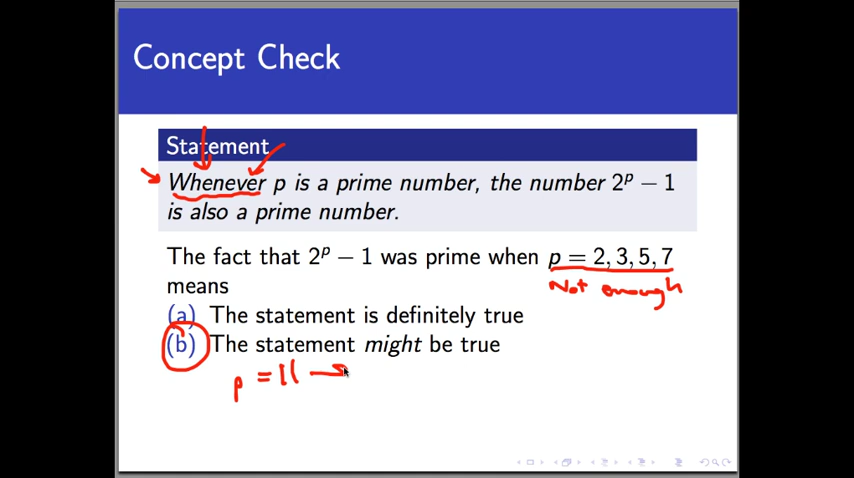 Concept Check
Statement
Whenever p is a prime number, the number 2ᵖ − 1
is also a prime number.
The fact that 2ᵖ − 1 was prime when p = 2, 3, 5, 7
means
Not enough
(a) The statement is definitely true
(b) The statement might be true
p = 11 →